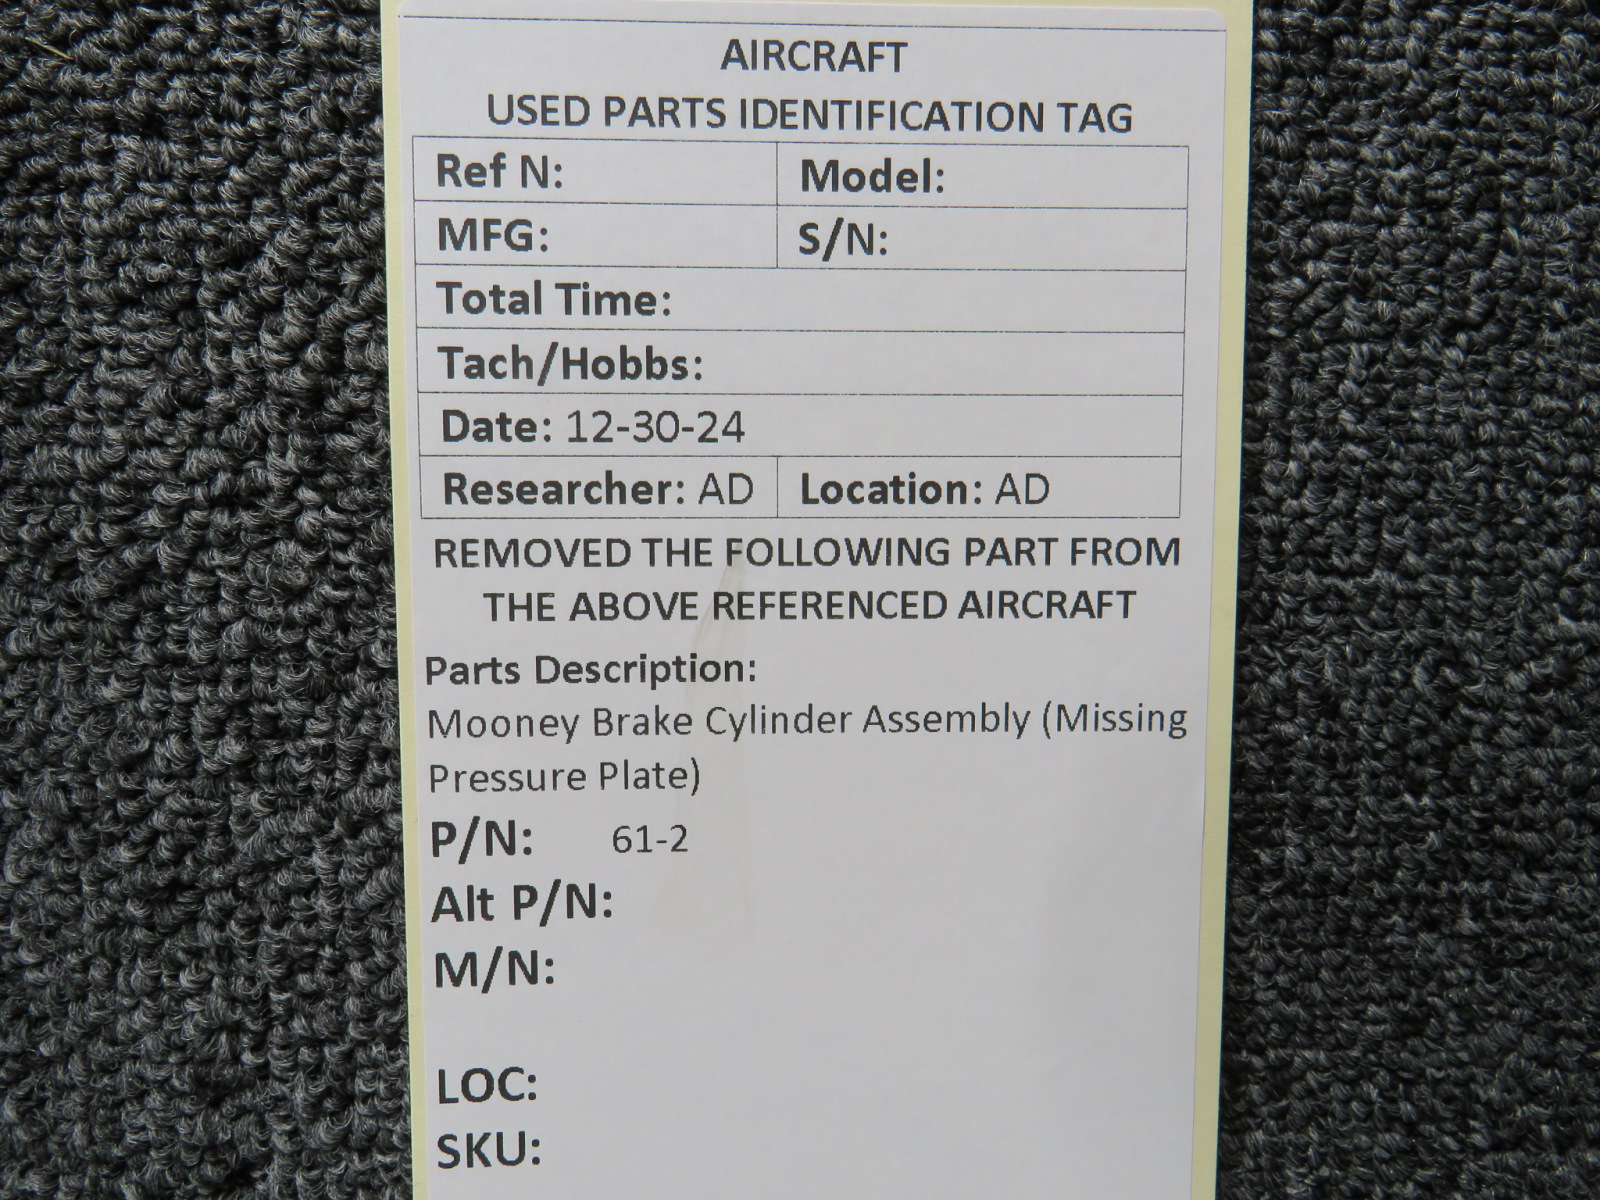 AIRCRAFT
USED PARTS IDENTIFICATION TAG
Ref N: Model:
MFG: S/N:
Total Time:
Tach/Hobbs:
Date: 12-30-24
Researcher: AD Location: AD
REMOVED THE FOLLOWING PART FROM
THE ABOVE REFERENCED AIRCRAFT
Parts Description:
Mooney Brake Cylinder Assembly (Missing
Pressure Plate)
P/N: 61-2
Alt P/N:
M/N:
LOC:
SKU: